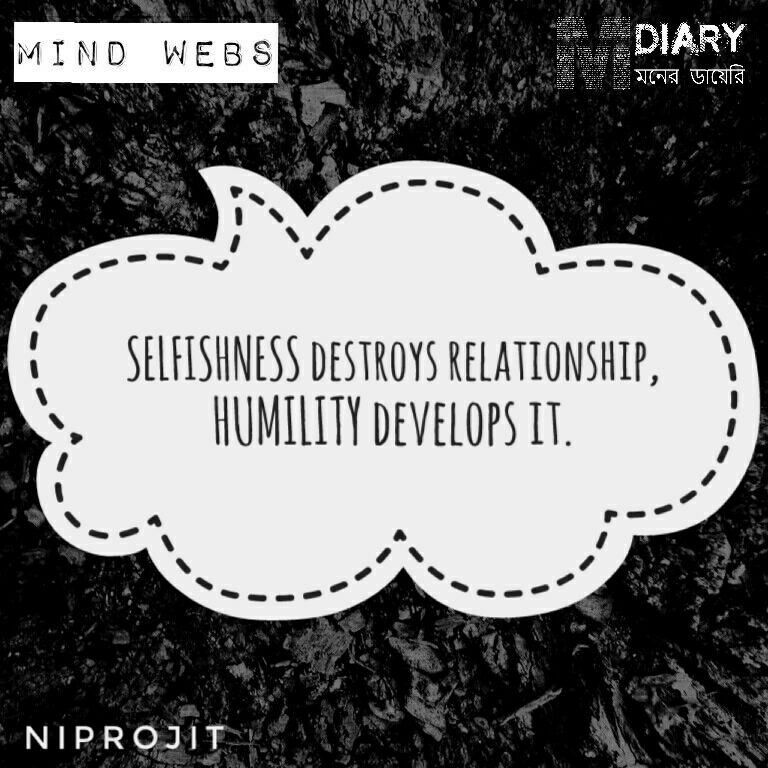 MIND WEBS
M DIARY
মনের ডায়েরি
SELFISHNESS DESTROYS RELATIONSHIP,
HUMILITY DEVELOPS IT.
NIPROJIT